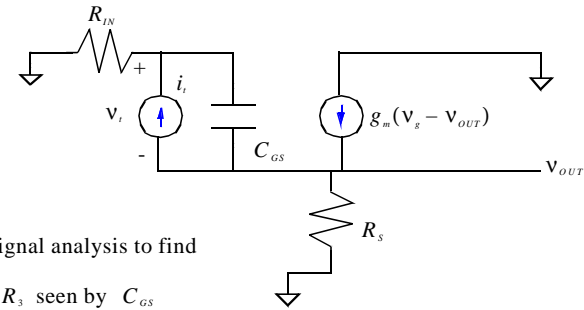 R_IN
+
i_t
v_t
g_m(v_g – v_OUT)
-
C_GS
v_OUT
R_S
ignal analysis to find
R_3 seen by C_GS